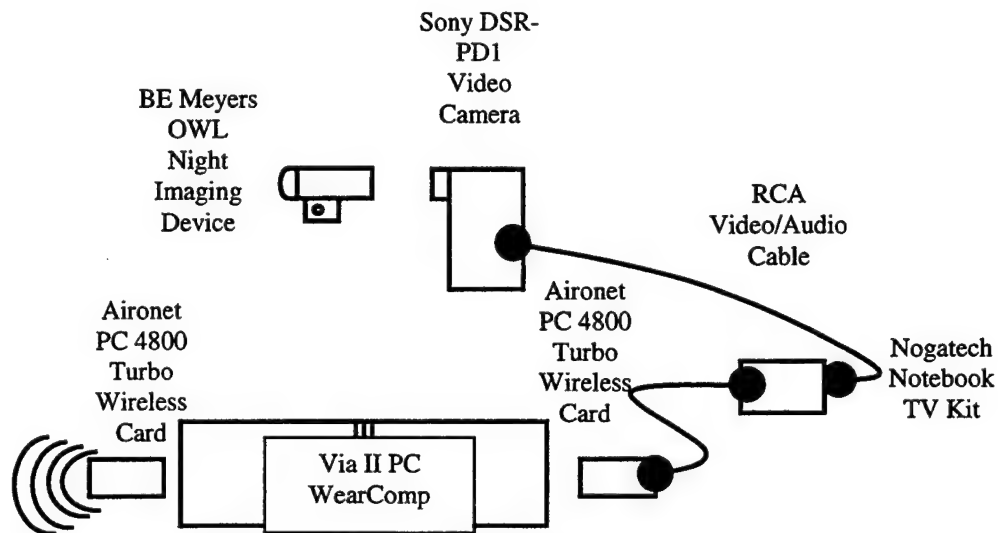 Sony DSR-
PD1
Video
Camera
BE Meyers
OWL
Night
Imaging
Device
RCA
Video/Audio
Cable
Aironet
PC 4800
Turbo
Wireless
Card
Aironet
PC 4800
Turbo
Wireless
Card
Nogatech
Notebook
TV Kit
Via II PC
WearComp